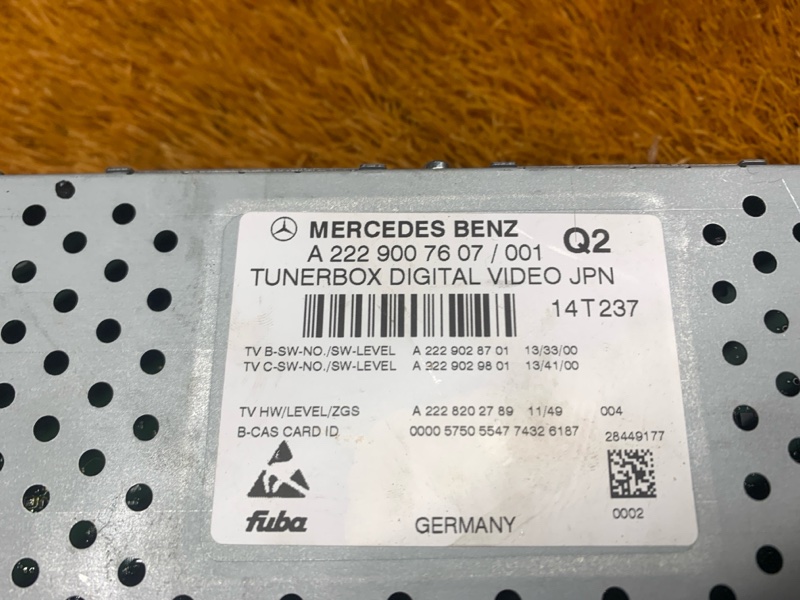 MERCEDES BENZ
Q2
A 222 900 76 07 / 001
TUNERBOX DIGITAL VIDEO JPN
14T237
TV B-SW-NO./SW-LEVEL A 222 902 87 01 13/33/00
TV C-SW-NO./SW-LEVEL A 222 902 98 01 13/41/00
TV HW/LEVEL/ZGS A 222 820 27 89 11/49 004
B-CAS CARD ID 0000 5750 5547 7432 6187
28449177
0002
fuba
GERMANY